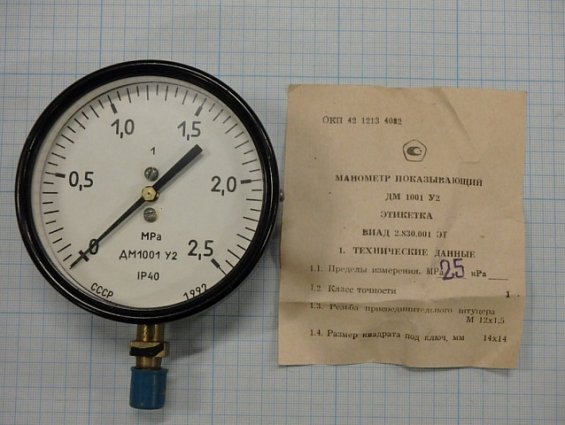 1,0
1,5
1
0,5
2,0
MPa
0
2,5
ДМ1001 У2
IP40
СССР
1992
ОКП 42 1213 4082
МАНОМЕТР ПОКАЗЫВАЮЩИЙ
ДМ 1001 У2
ЭТИКЕТКА
ВИАД 2.830.001 ЭТ
1. ТЕХНИЧЕСКИЕ ДАННЫЕ
1.1. Пределы измерения, МРа 25 кРа
1.2. Класс точности 1
1.3. Резьба присоединительного штуцера
М 12х1.5
1.4. Размер квадрата под ключ, мм 14х14